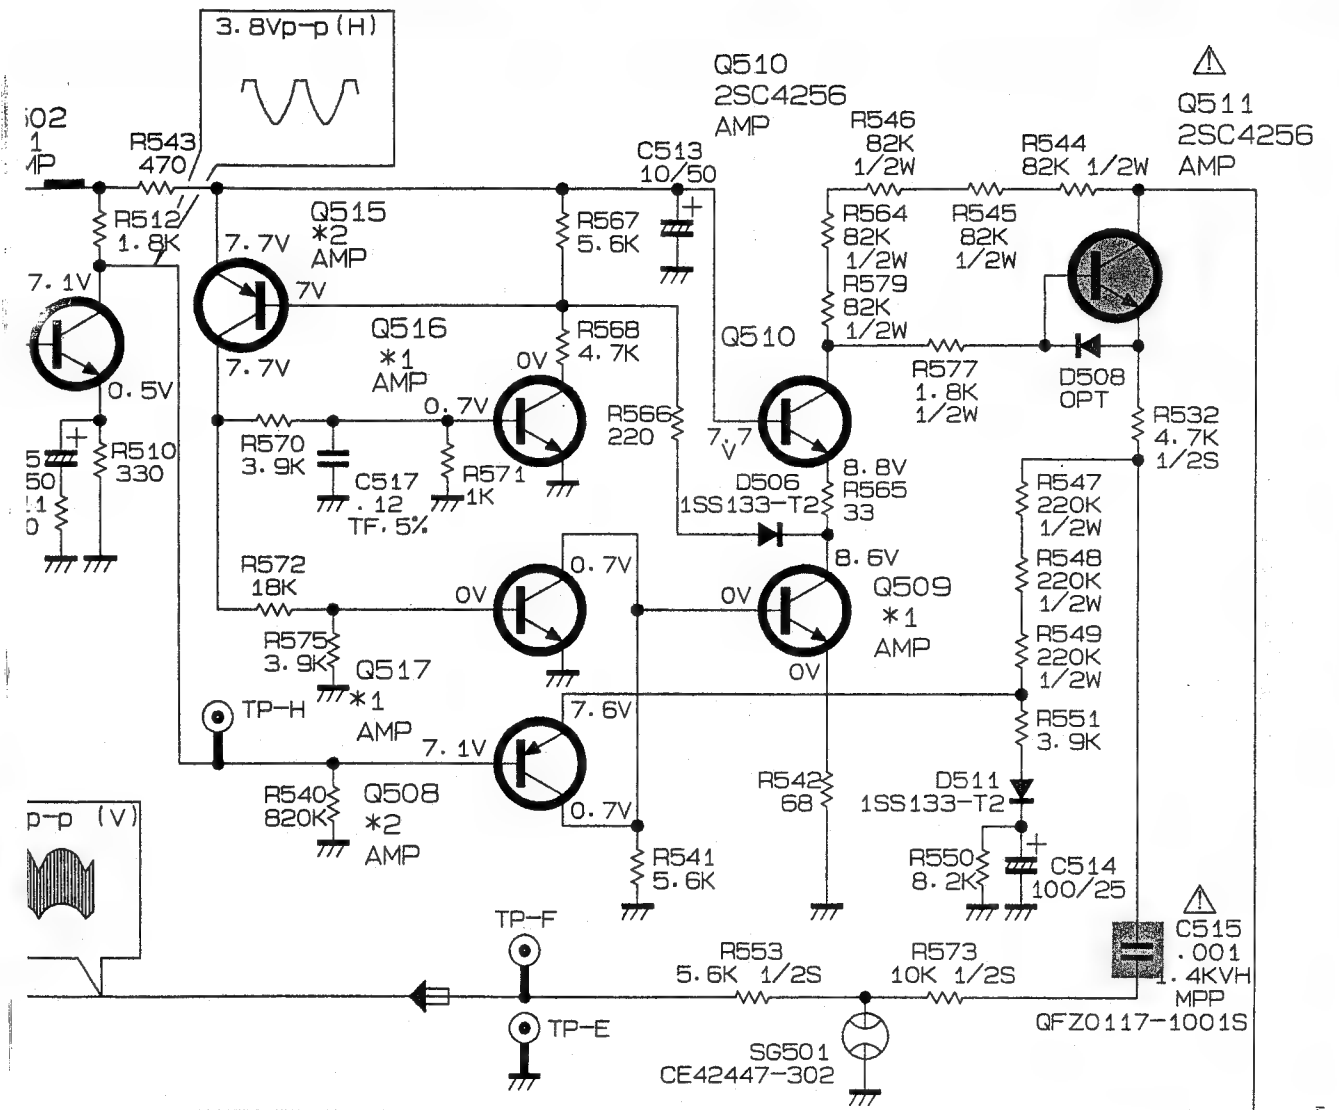 3.8Vp-p(H)
Q510
2SC4256
AMP
Q511
2SC4256
AMP
02
1
MP
R543
470
C513
10/50
+
R546
82K
1/2W
R544
82K 1/2W
R512
1.8K
Q515
*2
AMP
7.7V
R567
5.6K
R564
82K
1/2W
R545
82K
1/2W
7.1V
7V
R579
82K
1/2W
Q516
*1
AMP
R568
4.7K
Q510
7.7V
0V
0.5V
0.7V
R577
1.8K
1/2W
D508
OPT
R566
220
7.7
V
R532
4.7K
1/2S
+
5
50
R510
330
R570
3.9K
C517
.12
TF.5%
R571
1K
D506
1SS133-T2
8.8V
R565
33
R547
220K
1/2W
11
0
R572
18K
0.7V
8.6V
R548
220K
1/2W
0V
0V
Q509
*1
AMP
R575
3.9K
Q517
*1
AMP
0V
R549
220K
1/2W
TP-H
7.6V
R551
3.9K
7.1V
R540
820K
Q508
*2
AMP
0.7V
R542
68
D511
1SS133-T2
p-p (V)
R541
5.6K
R550
8.2K
+
C514
100/25
TP-F
R553
5.6K 1/2S
R573
10K 1/2S
C515
.001
1.4KVH
MPP
QFZ0117-1001S
TP-E
SG501
CE42447-302